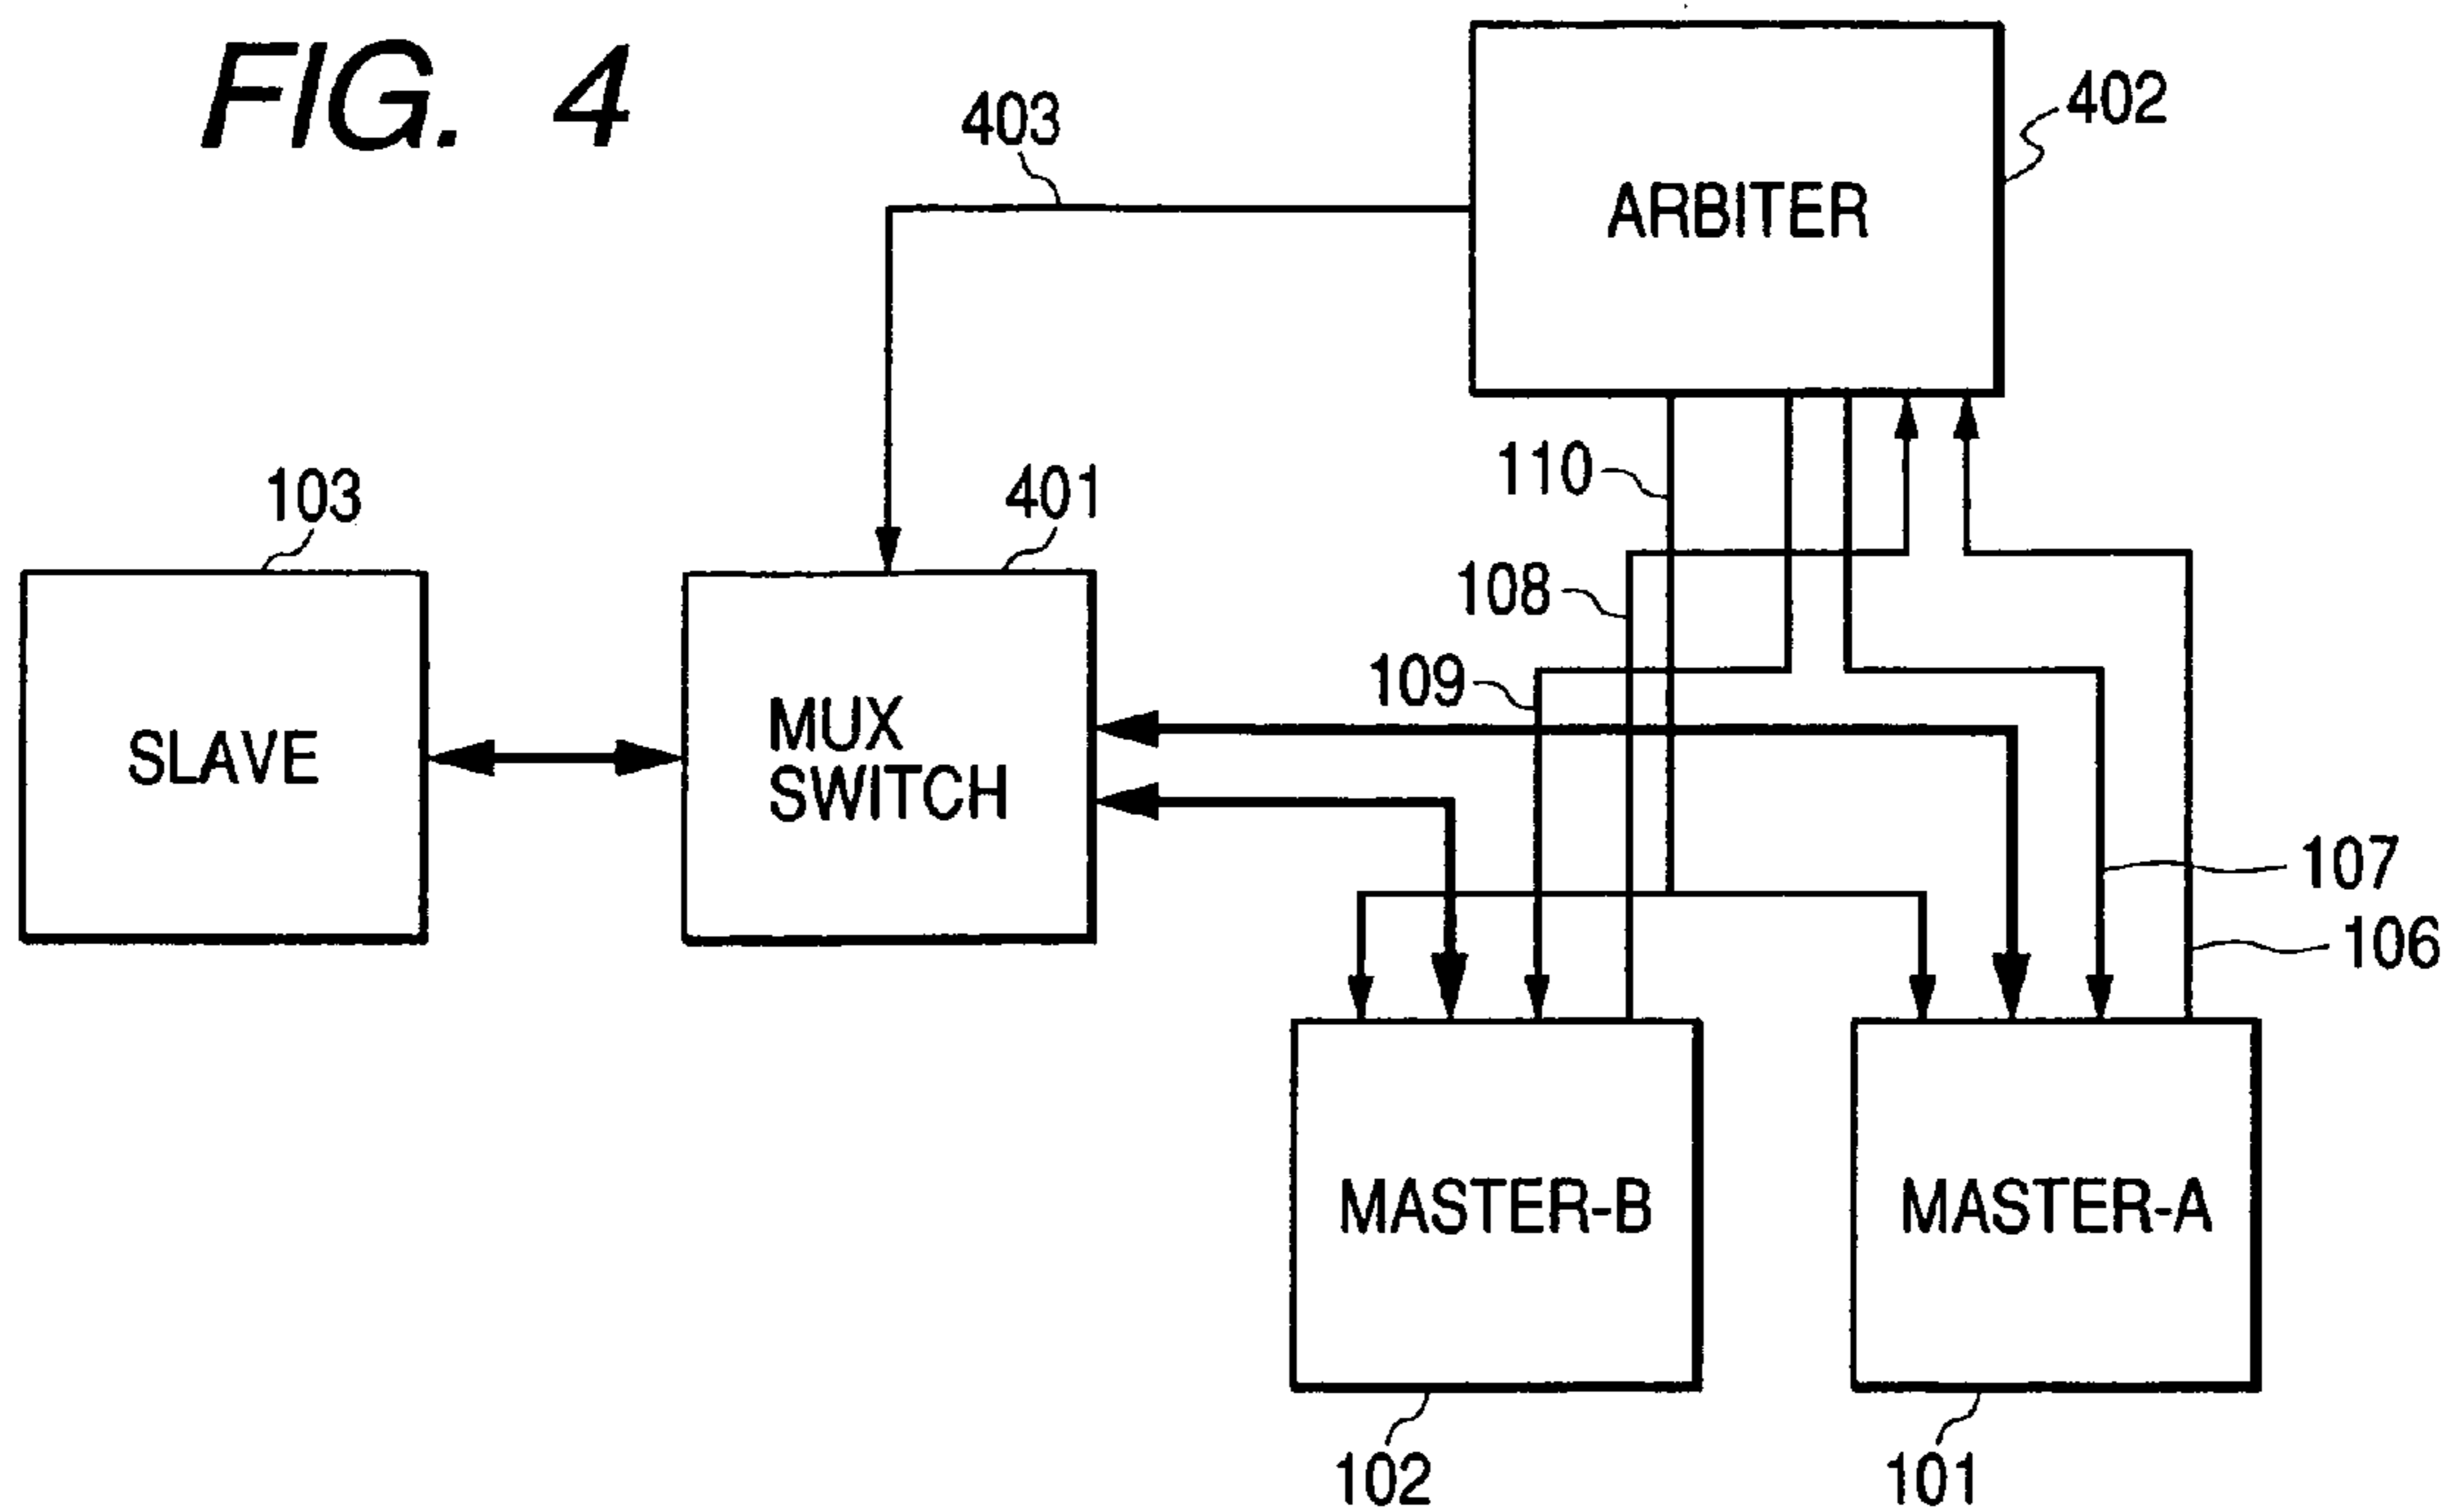 FIG. 4
402
403
ARBITER
110
103
401
108
109
SLAVE
MUX
SWITCH
107
106
MASTER-B
MASTER-A
102
101